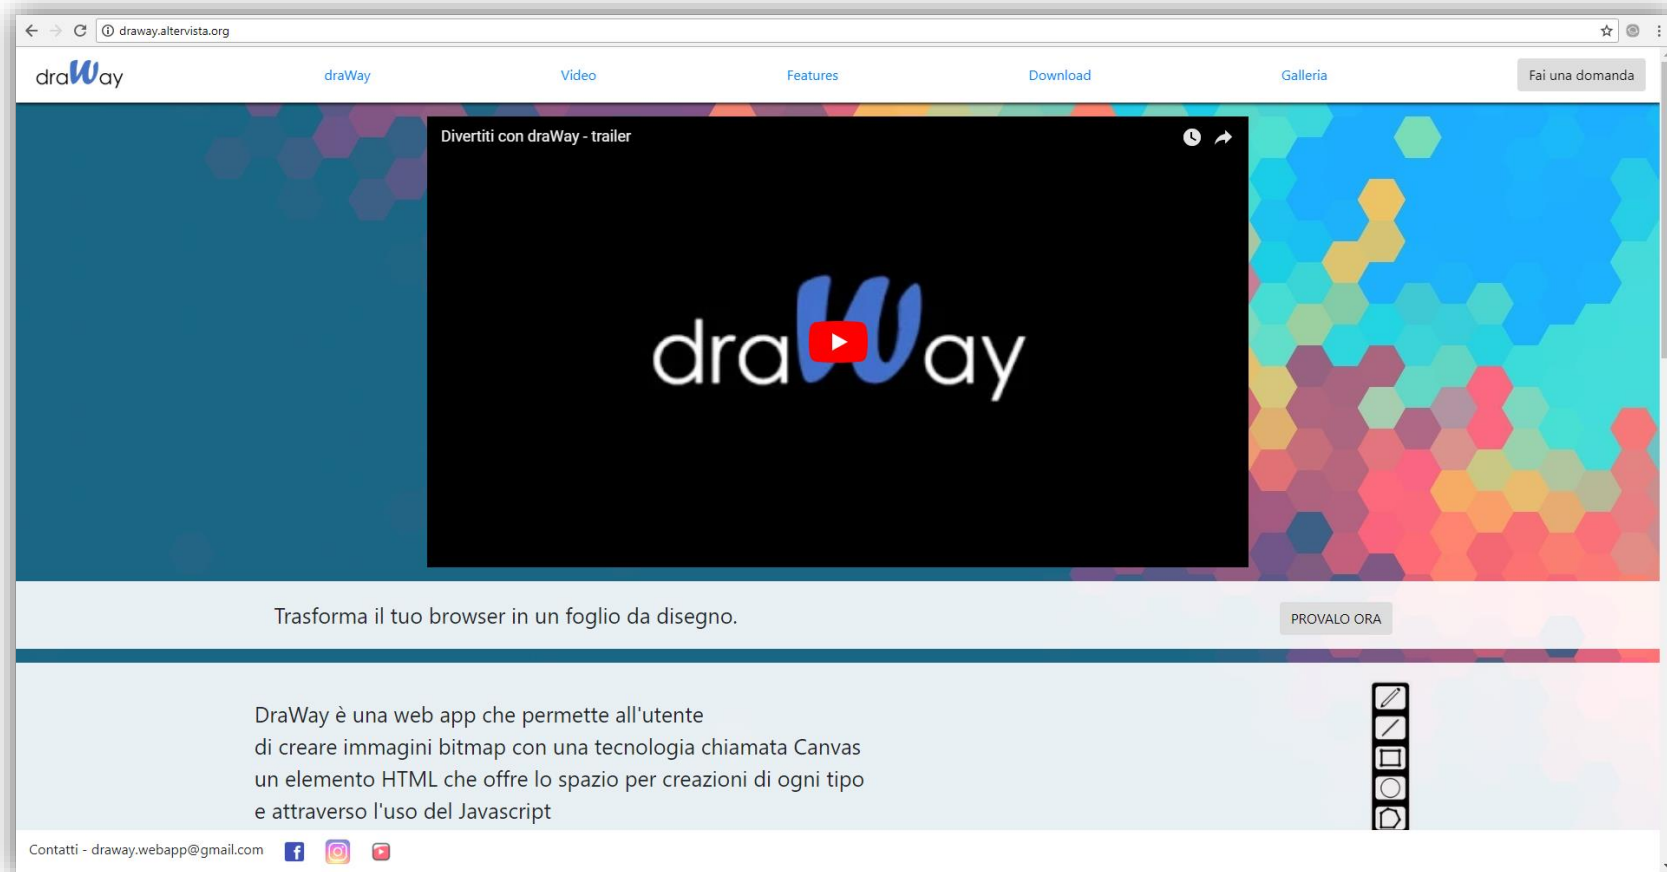 draway.altervista.org
draWay
draWay
Video
Features
Download
Galleria
Fai una domanda
Divertiti con draWay - trailer
draWay
Trasforma il tuo browser in un foglio da disegno.
PROVALO ORA
DraWay è una web app che permette all'utente
di creare immagini bitmap con una tecnologia chiamata Canvas
un elemento HTML che offre lo spazio per creazioni di ogni tipo
e attraverso l'uso del Javascript
Contatti - draway.webapp@gmail.com